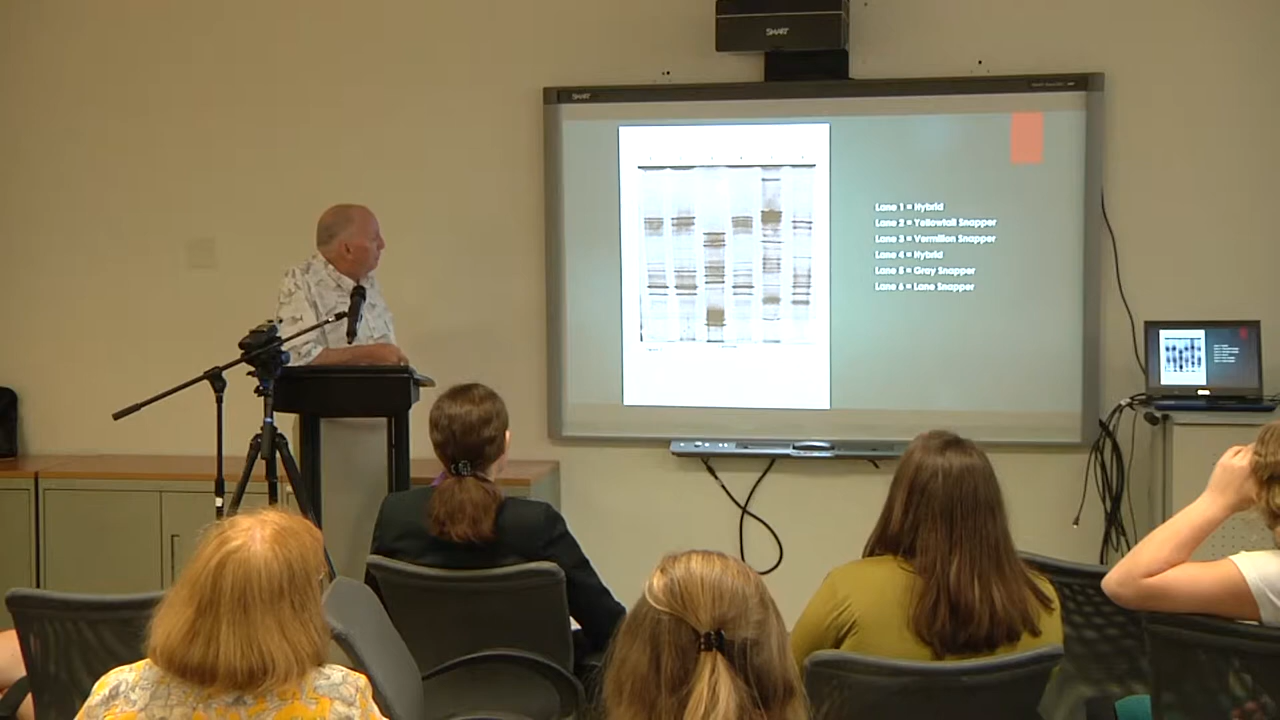 SMART
SMART
Lane 1 = Hybrid
Lane 2 = Yellowtail Snapper
Lane 3 = Vermilion Snapper
Lane 4 = Hybrid
Lane 5 = Gray Snapper
Lane 6 = Lane Snapper